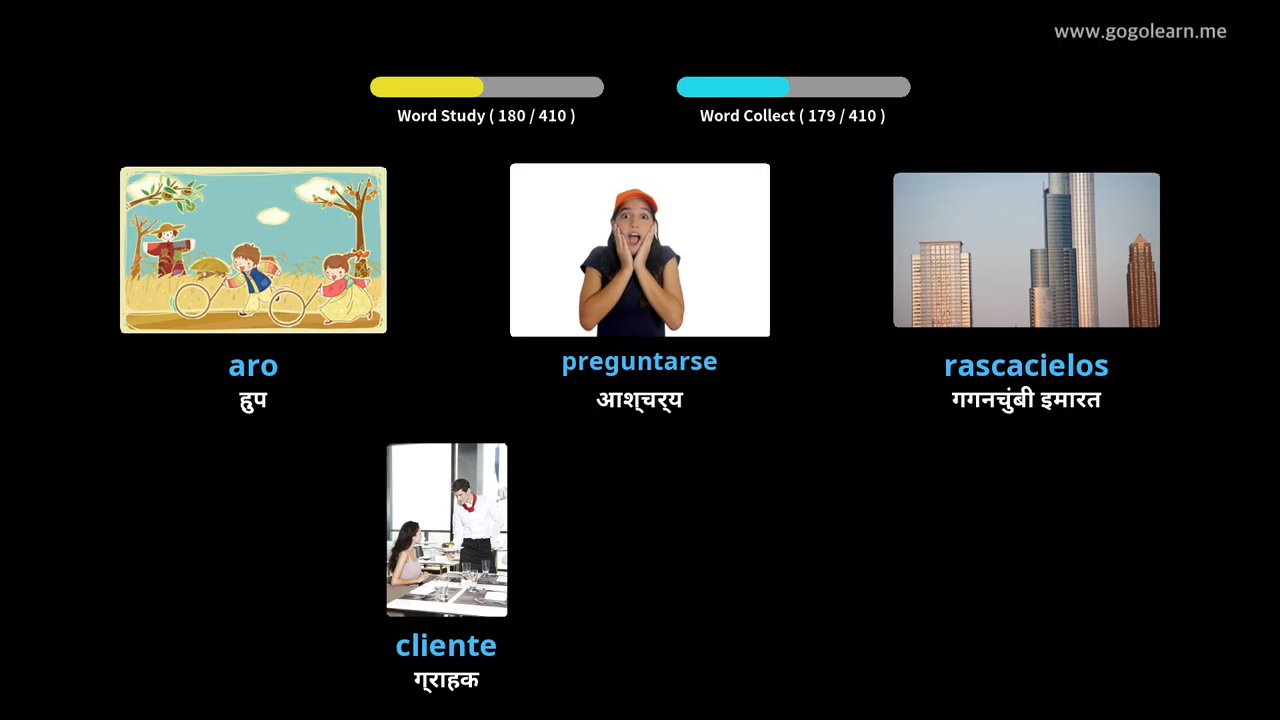 www.gogolearn.me
Word Study ( 180 / 410 )
Word Collect ( 179 / 410 )
aro
हुप
preguntarse
आश्चर्य
rascacielos
गगनचुंबी इमारत
cliente
ग्राहक